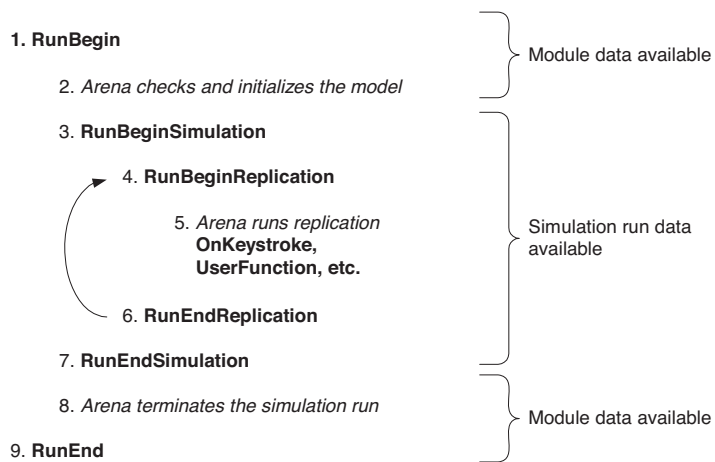 1. RunBegin
Module data available
2. Arena checks and initializes the model
3. RunBeginSimulation
4. RunBeginReplication
5. Arena runs replication
OnKeystroke,
UserFunction, etc.
Simulation run data
available
6. RunEndReplication
7. RunEndSimulation
8. Arena terminates the simulation run
Module data available
9. RunEnd